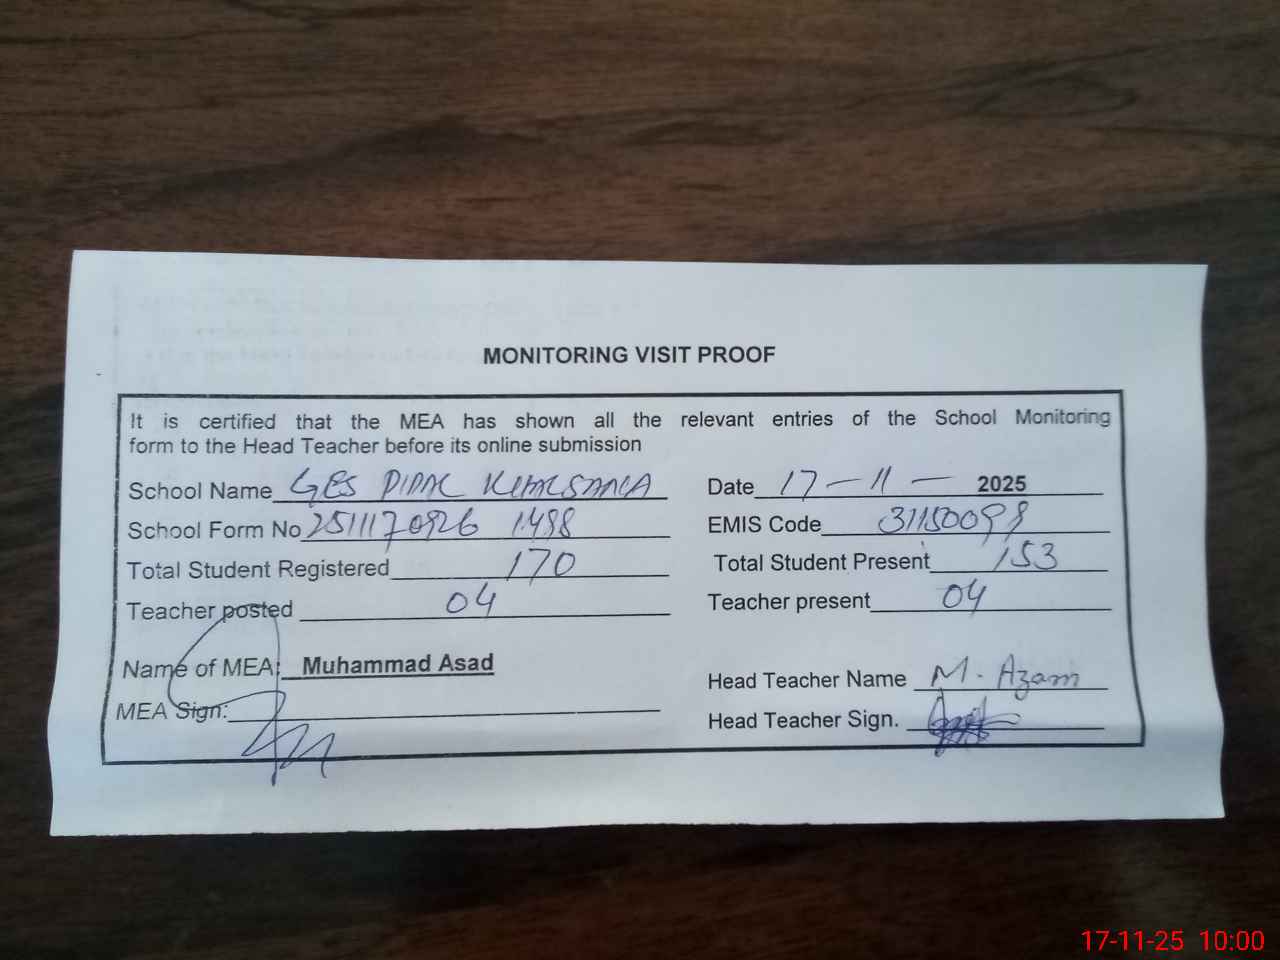 MONITORING VISIT PROOF
It is certified that the MEA has shown all the relevant entries of the School Monitoring
form to the Head Teacher before its online submission
School Name GES Date 17-11-2025
School Form No 2511170926 1498 EMIS Code 31150098
Total Student Registered 170 Total Student Present 153
Teacher posted 04 Teacher present 04
Name of MEA: Muhammad Asad
Head Teacher Name M. Azam
MEA Sign:
Head Teacher Sign.
17-11-25 10:00